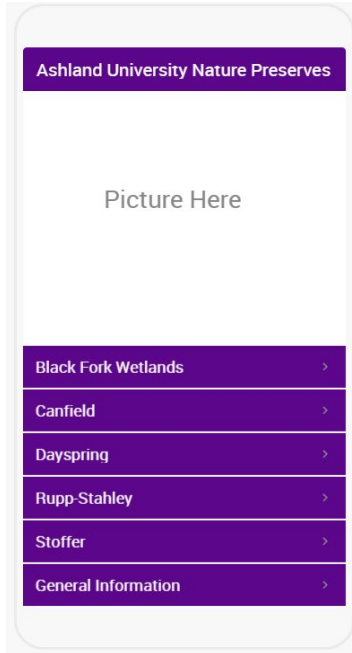 Ashland University Nature Preserves
Picture Here
Black Fork Wetlands
Canfield
Dayspring
Rupp-Stahley
Stoffer
General Information